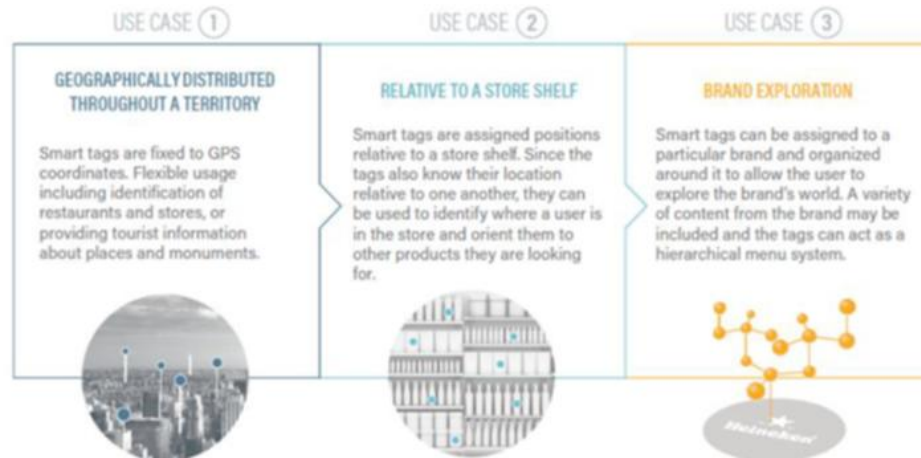 USE CASE 1
GEOGRAPHICALLY DISTRIBUTED
THROUGHOUT A TERRITORY
Smart tags are fixed to GPS
coordinates. Flexible usage
including identification of
restaurants and stores, or
providing tourist information
about places and monuments.
USE CASE 2
RELATIVE TO A STORE SHELF
Smart tags are assigned positions
relative to a store shelf. Since the
tags also know their location
relative to one another, they can
be used to identify where a user is
in the store and orient them to
other products they are looking
for.
USE CASE 3
BRAND EXPLORATION
Smart tags can be assigned to a
particular brand and organized
around it to allow the user to
explore the brand's world. A variety
of content from the brand may be
included and the tags can act as a
hierarchical menu system.
Heineken